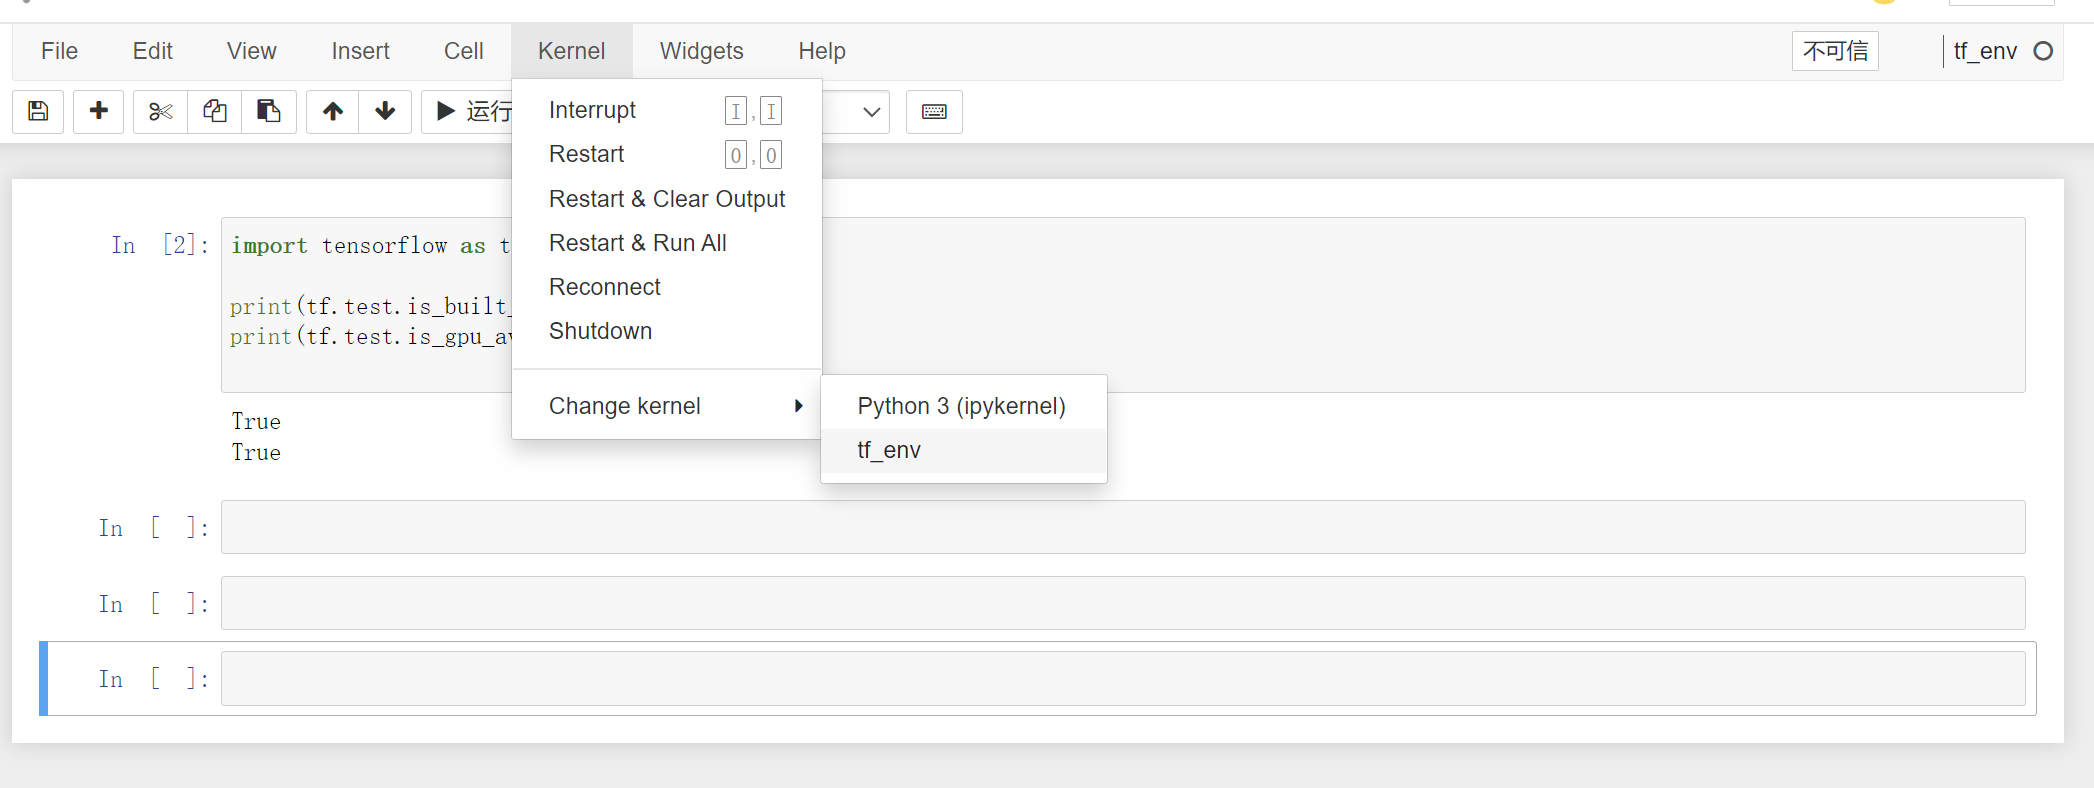 File Edit View Insert Cell Kernel Widgets Help 不可信 tf_env
运行
Interrupt I,I
Restart 0,0
Restart & Clear Output
Restart & Run All
Reconnect
Shutdown
Change kernel
Python 3 (ipykernel)
tf_env
In [2]: import tensorflow as t
print(tf.test.is_built_
print(tf.test.is_gpu_av
True
True
In [ ]:
In [ ]:
In [ ]: